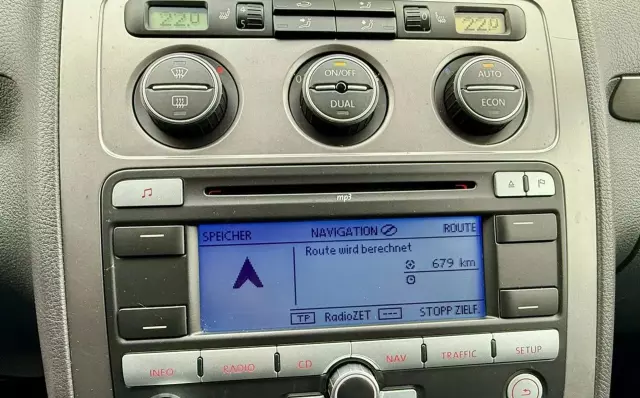 22.0 22.0
ON/OFF AUTO
DUAL ECON
mp3
SPEICHER NAVIGATION ROUTE
Route wird berechnet
679 km
TP RadioZET --- STOPP ZIELF.
INFO RADIO CD NAV TRAFFIC SETUP